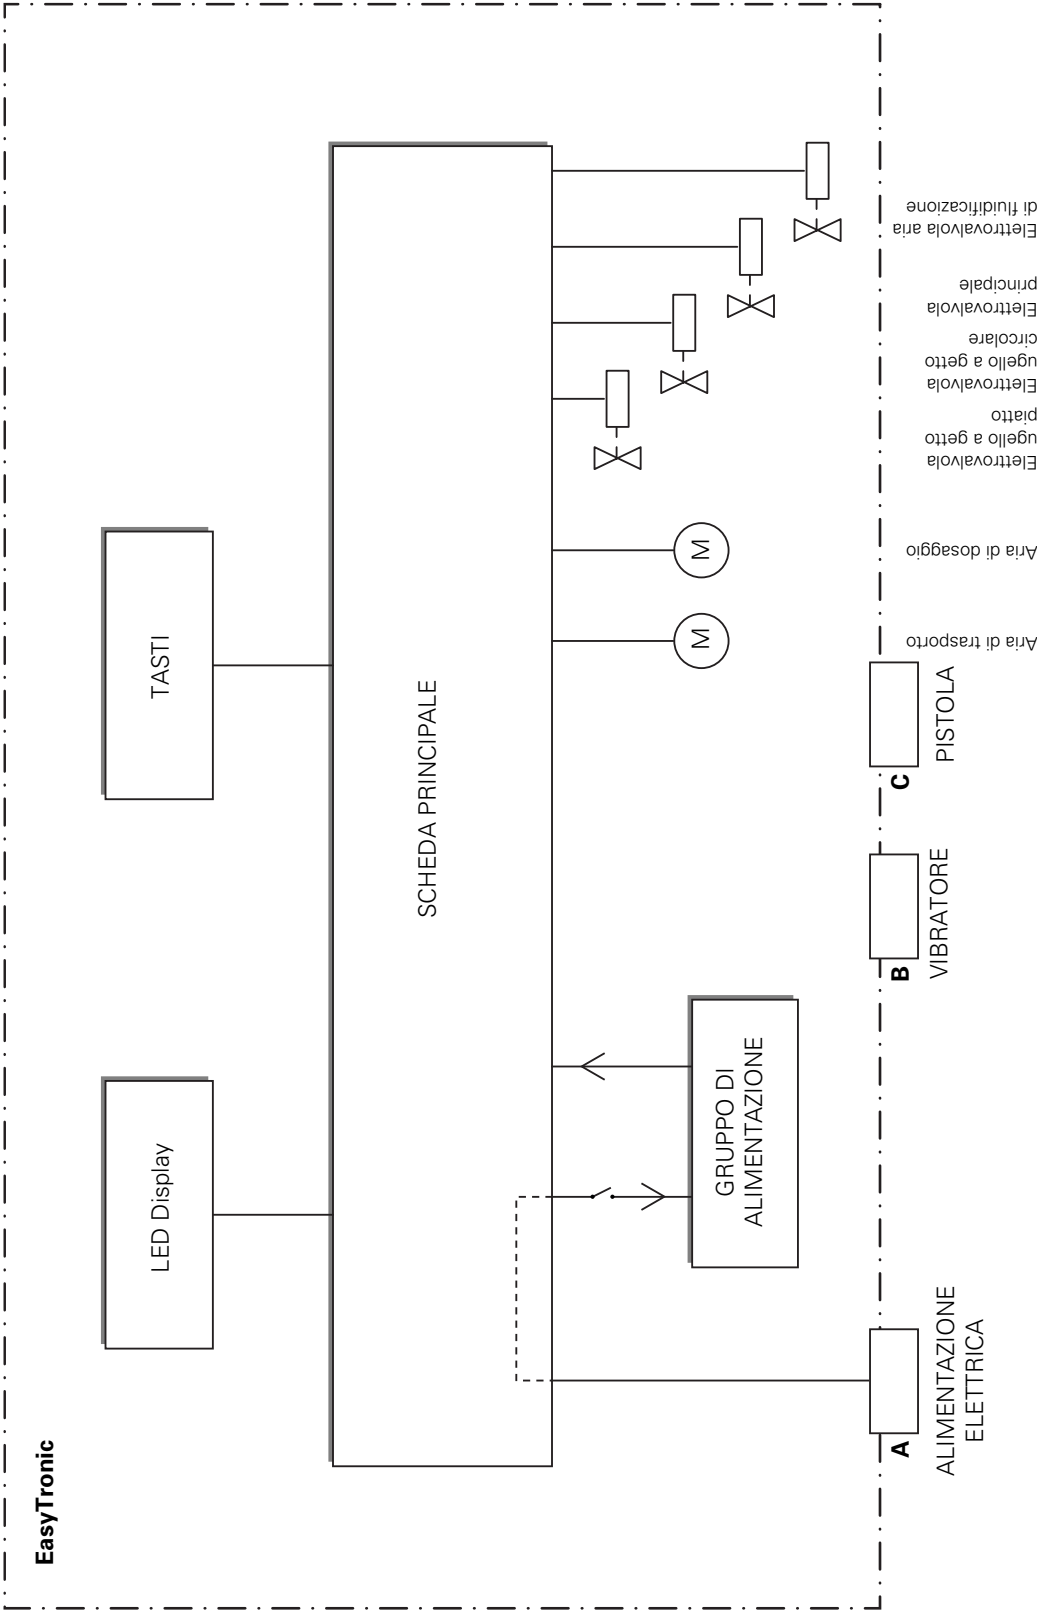 EasyTronic
LED Display
TASTI
SCHEDA PRINCIPALE
GRUPPO DI
ALIMENTAZIONE
M
M
A
ALIMENTAZIONE
ELETTRICA
B
VIBRATORE
C
PISTOLA
Aria di trasporto
Aria di dosaggio
Elettrovalvola
ugello a getto
piatto
Elettrovalvola
ugello a getto
circolare
Elettrovalvola
principale
Elettrovalvola aria
di fluidificazione